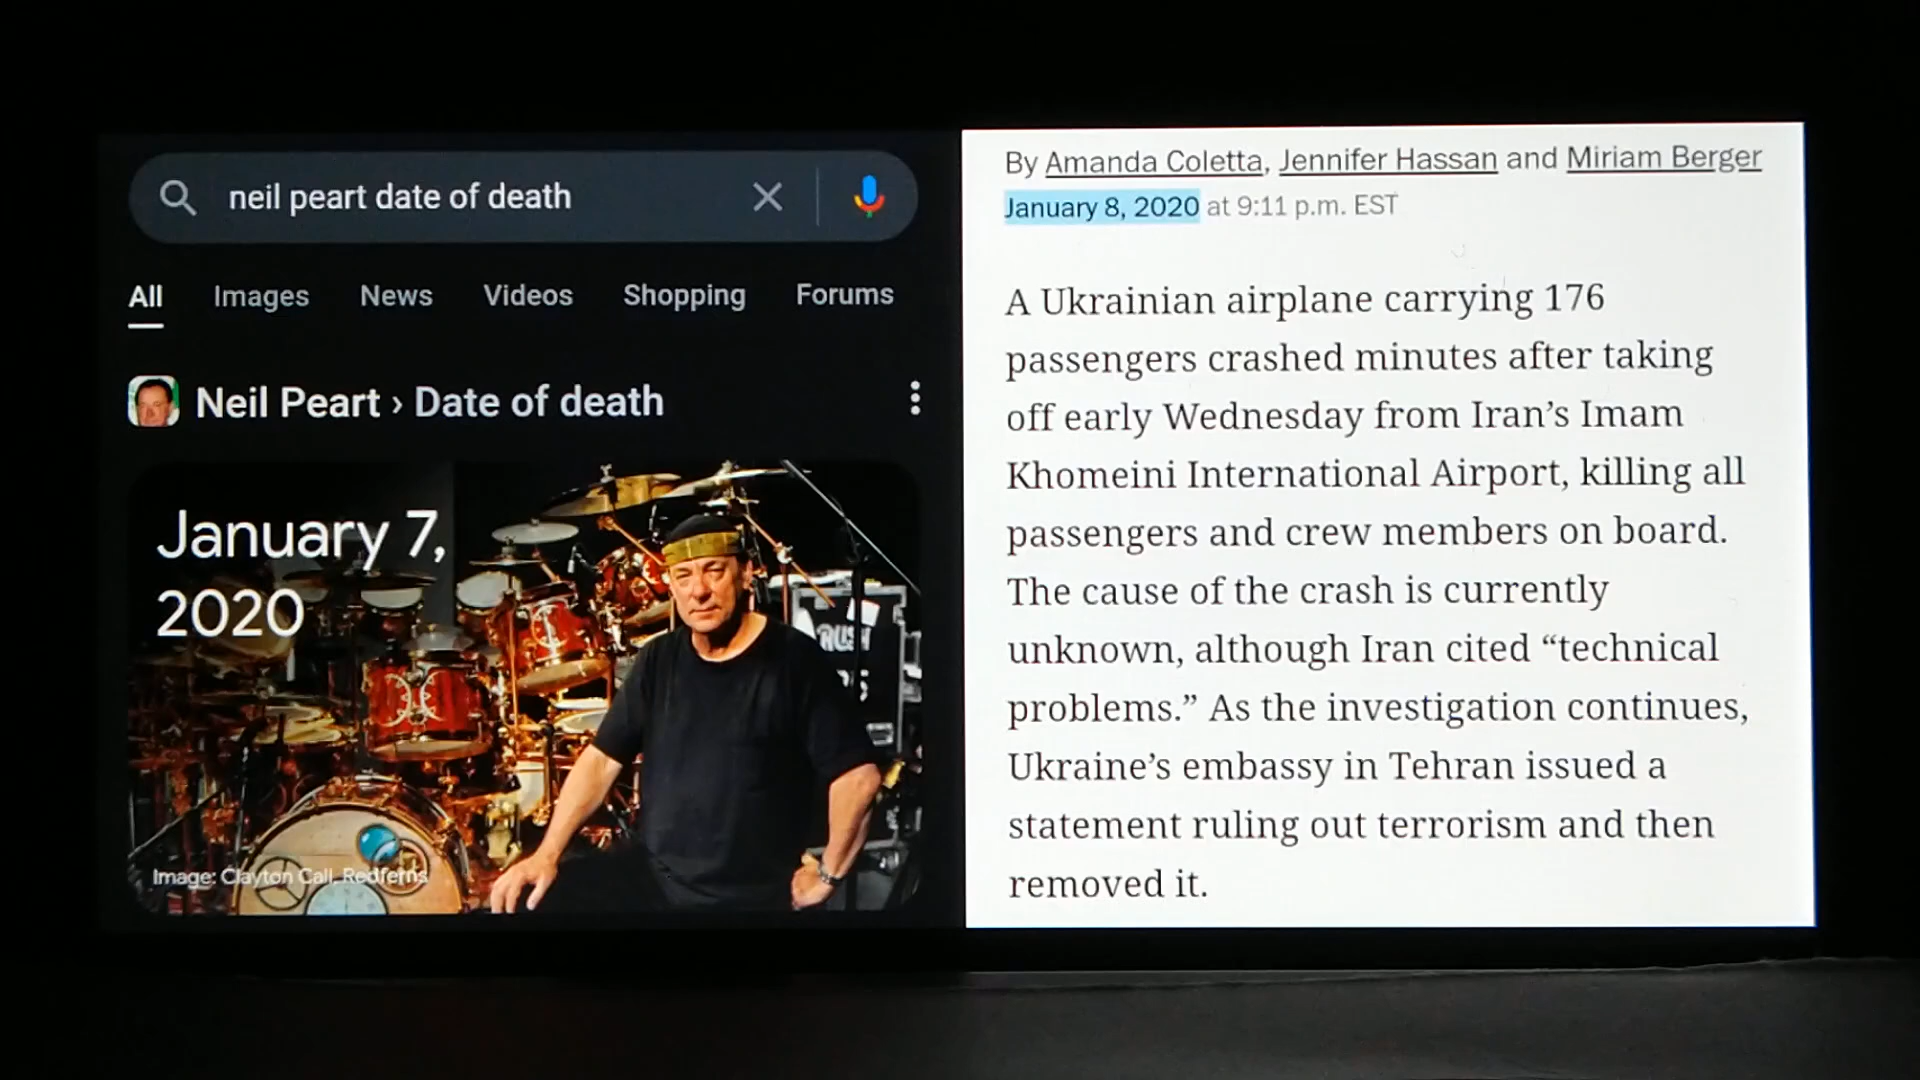 neil peart date of death
All Images News Videos Shopping Forums
Neil Peart › Date of death
January 7,
2020
RUSH
Image: Clayton Call, Redferns
By Amanda Coletta, Jennifer Hassan and Miriam Berger
January 8, 2020 at 9:11 p.m. EST
A Ukrainian airplane carrying 176
passengers crashed minutes after taking
off early Wednesday from Iran’s Imam
Khomeini International Airport, killing all
passengers and crew members on board.
The cause of the crash is currently
unknown, although Iran cited “technical
problems.” As the investigation continues,
Ukraine’s embassy in Tehran issued a
statement ruling out terrorism and then
removed it.